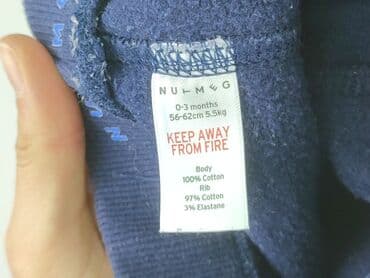 NUTMEG
0-3 months
56-62cm 5.5kg
KEEP AWAY
FROM FIRE
Body
100% Cotton
Rib
97% Cotton
3% Elastane